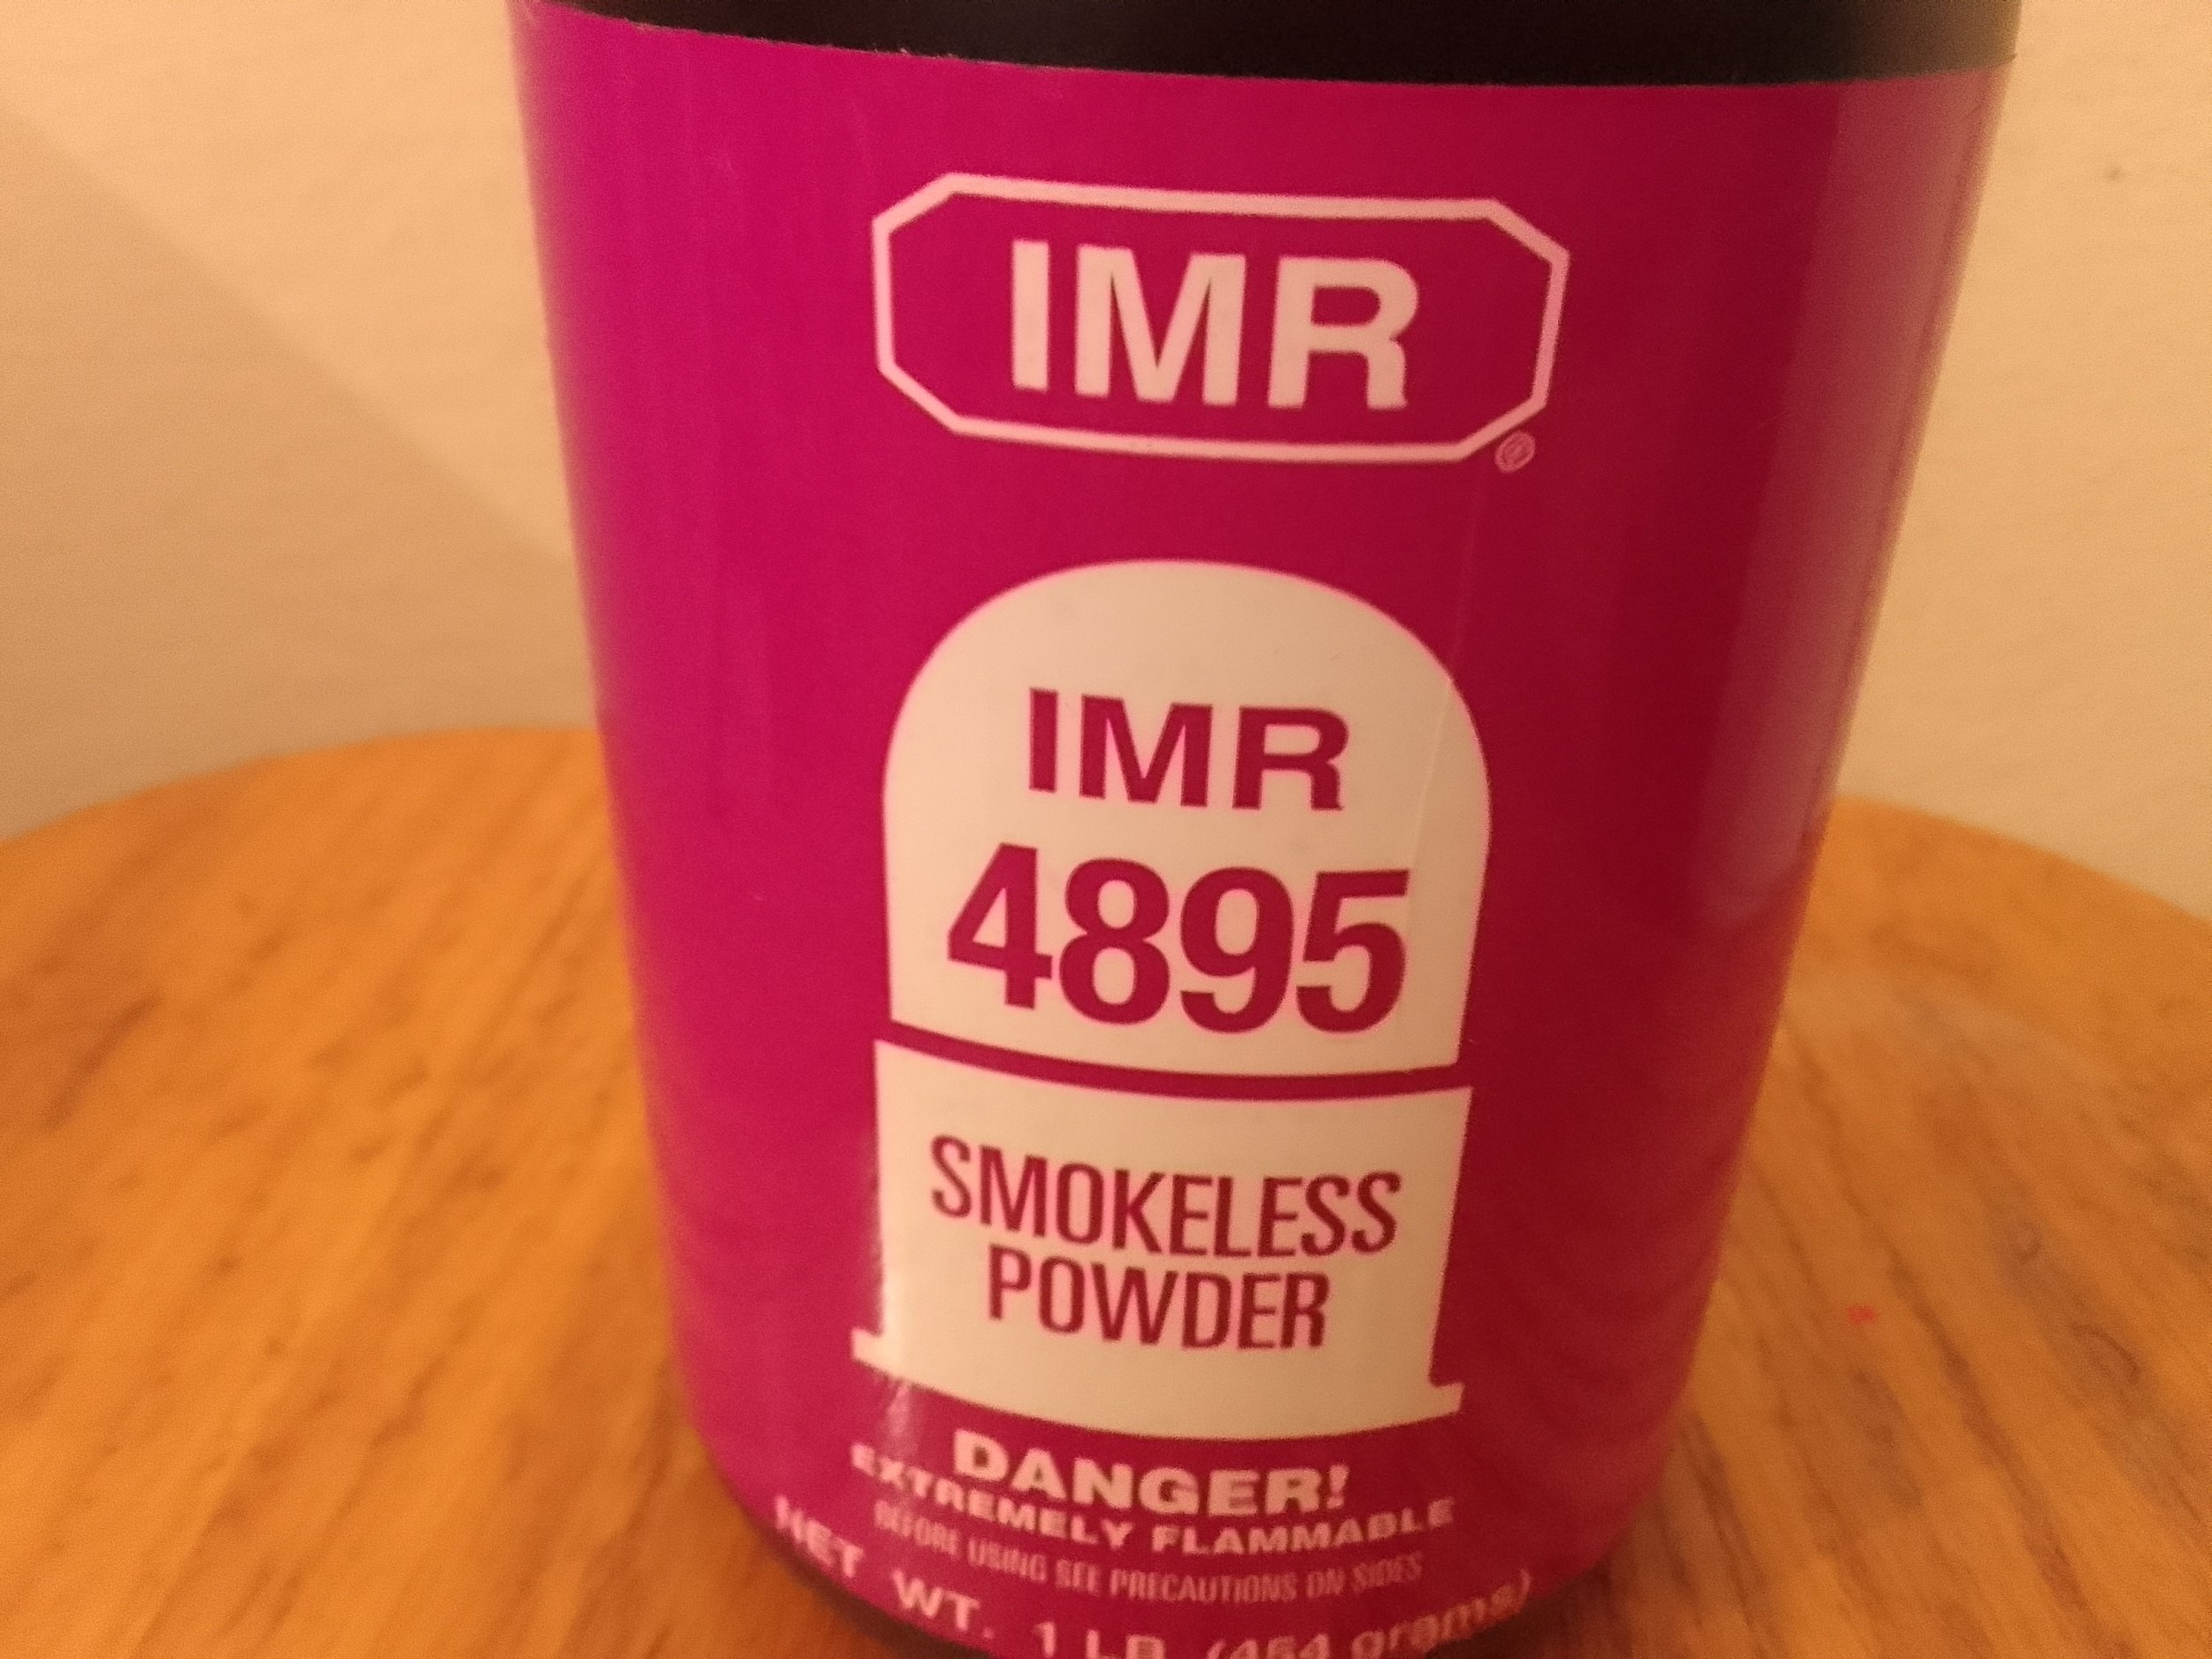 IMR
®
IMR
4895
SMOKELESS
POWDER
DANGER!
EXTREMELY FLAMMABLE
BEFORE USING SEE PRECAUTIONS ON SIDES
NET WT. 1 LB. (454 grams)